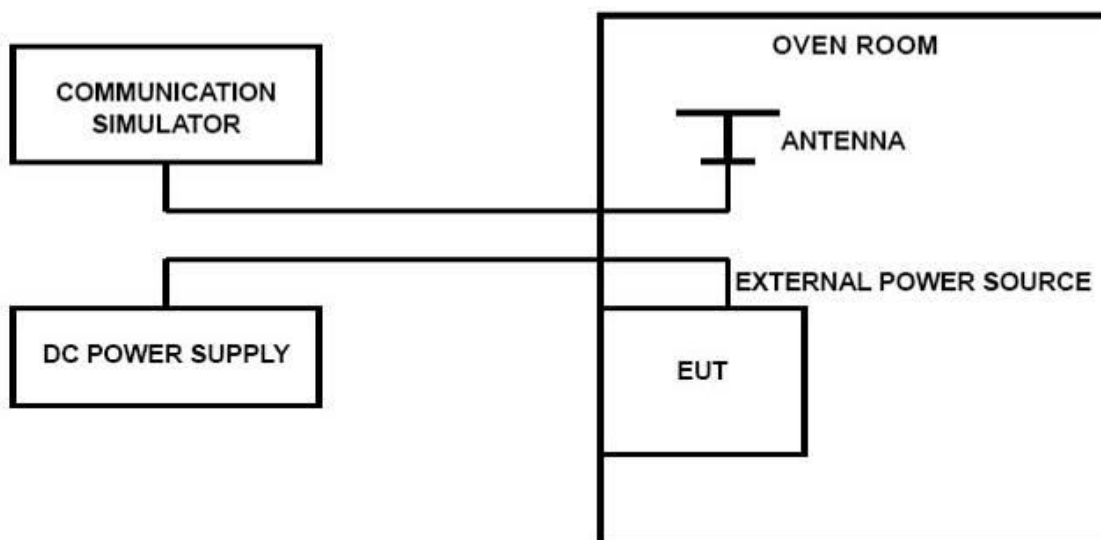 OVEN ROOM
COMMUNICATION
SIMULATOR
ANTENNA
EXTERNAL POWER SOURCE
DC POWER SUPPLY
EUT